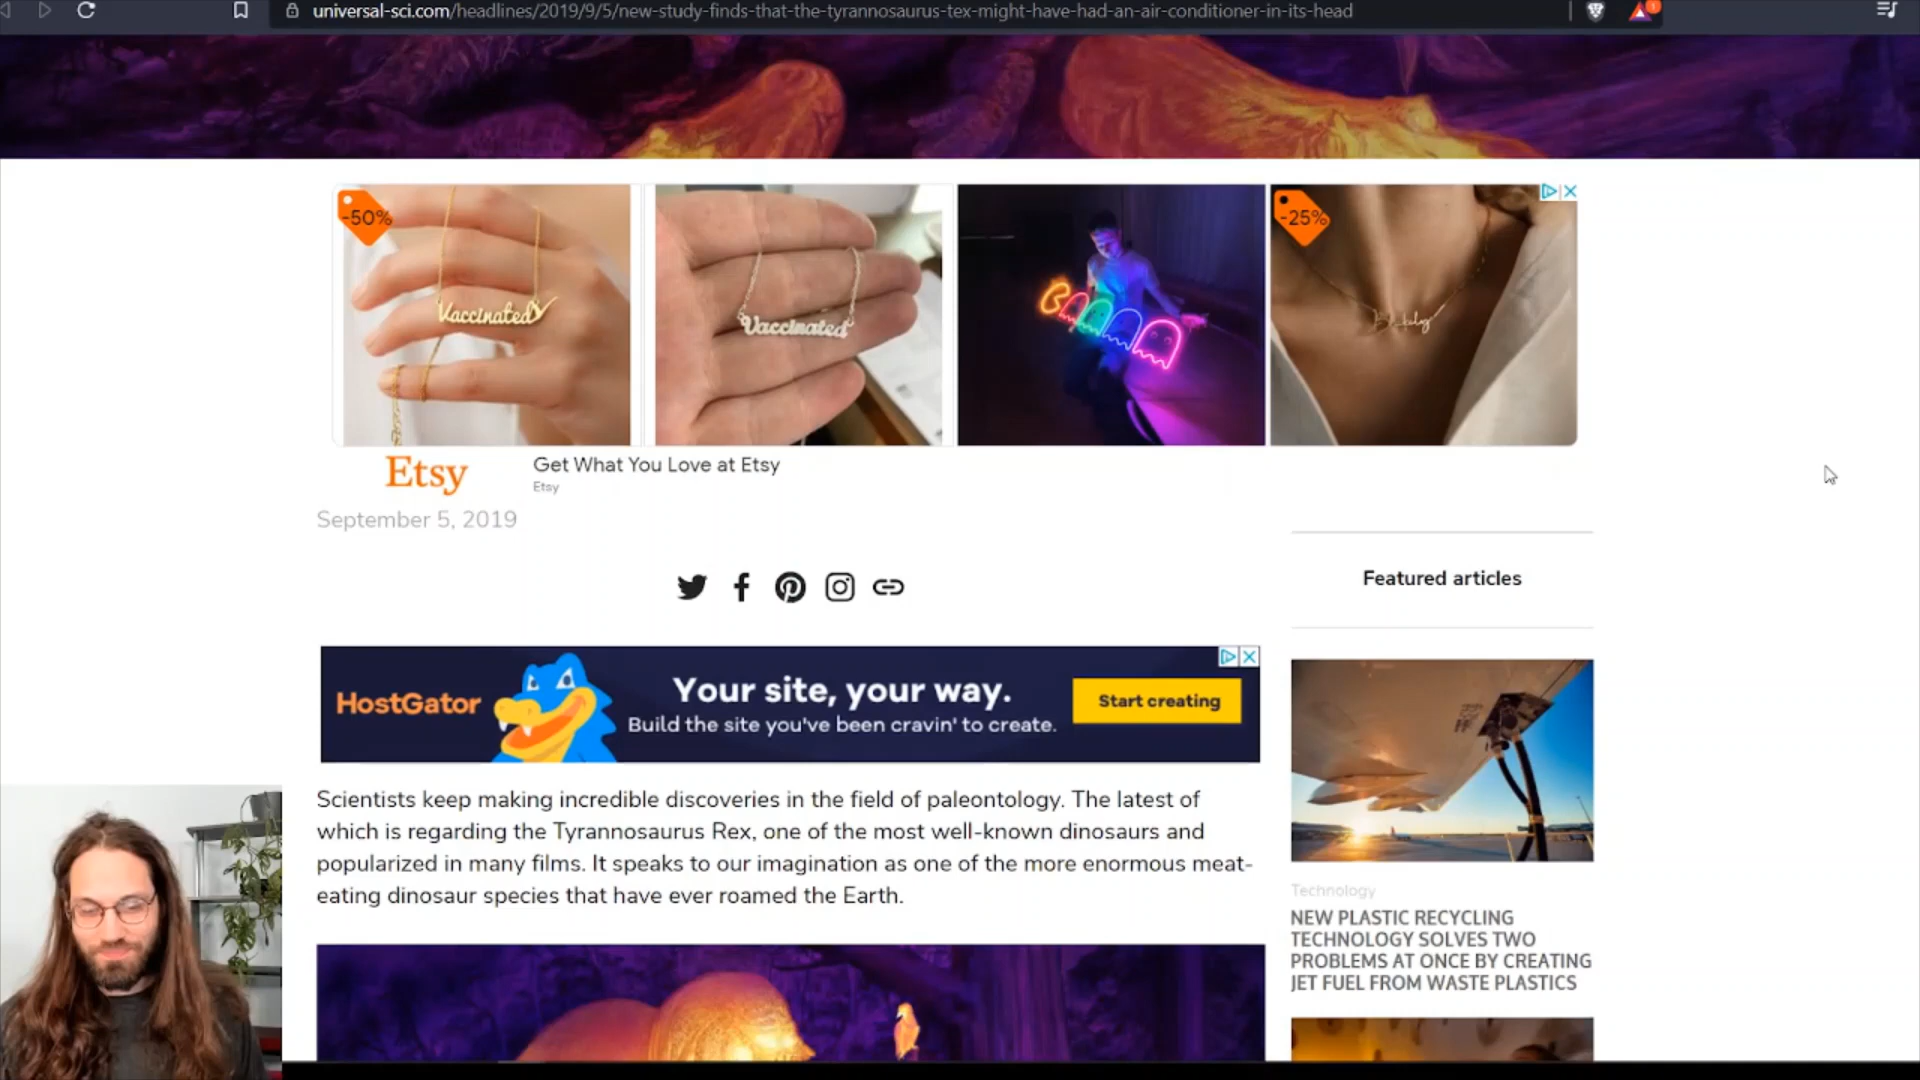 universal-sci.com/headlines/2019/9/5/new-study-finds-that-the-tyrannosaurus-tex-might-have-had-an-air-conditioner-in-its-head
-50%
Vaccinated
Vaccinated
-25%
Etsy
Get What You Love at Etsy
Etsy
September 5, 2019
Featured articles
HostGator
Your site, your way.
Build the site you've been cravin' to create.
Start creating
Scientists keep making incredible discoveries in the field of paleontology. The latest of
which is regarding the Tyrannosaurus Rex, one of the most well-known dinosaurs and
popularized in many films. It speaks to our imagination as one of the more enormous meat-
eating dinosaur species that have ever roamed the Earth.
Technology
NEW PLASTIC RECYCLING
TECHNOLOGY SOLVES TWO
PROBLEMS AT ONCE BY CREATING
JET FUEL FROM WASTE PLASTICS